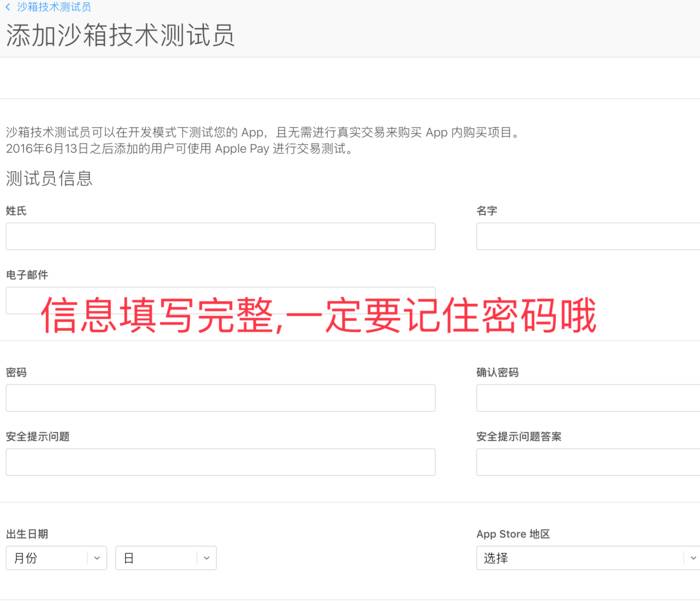 沙箱技术测试员
添加沙箱技术测试员
沙箱技术测试员可以在开发模式下测试您的 App，且无需进行真实交易来购买 App 内购买项目。
2016年6月13日之后添加的用户可使用 Apple Pay 进行交易测试。
测试员信息
姓氏 名字
电子邮件
信息填写完整,一定要记住密码哦
密码 确认密码
安全提示问题 安全提示问题答案
出生日期 App Store 地区
月份 日 选择